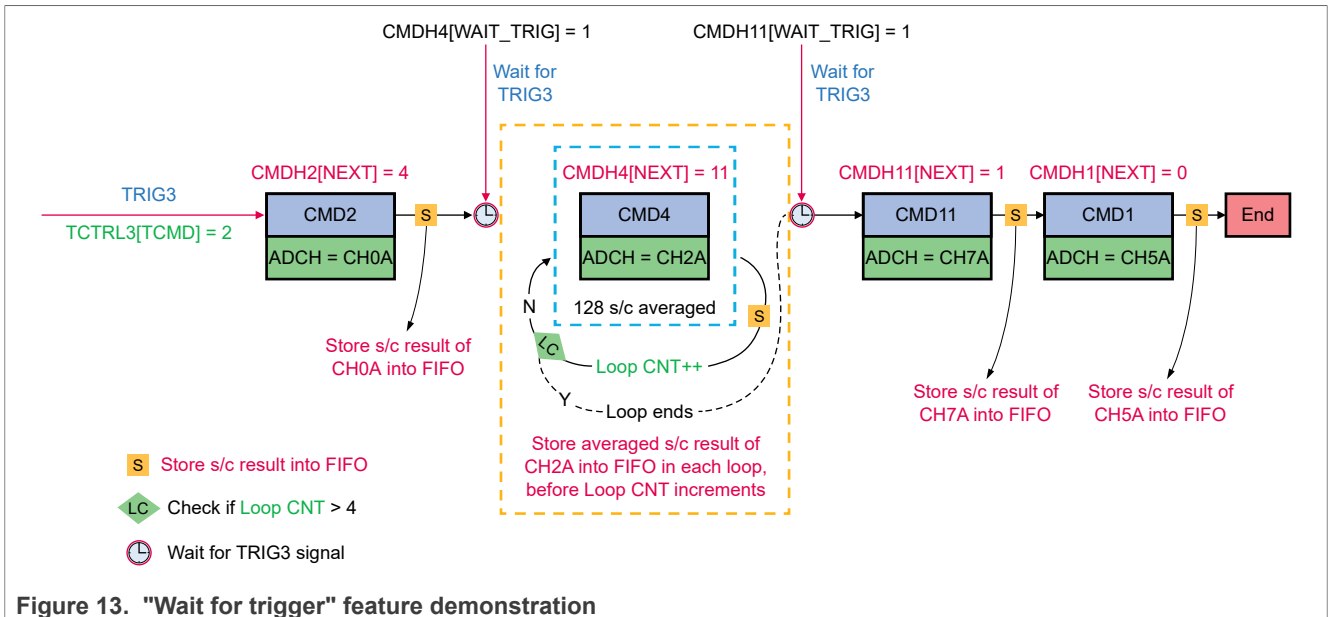 CMDH4[WAIT_TRIG] = 1
CMDH11[WAIT_TRIG] = 1
Wait for
TRIG3
Wait for
TRIG3
CMDH2[NEXT] = 4
CMDH4[NEXT] = 11
CMDH11[NEXT] = 1
CMDH1[NEXT] = 0
TRIG3
TCTRL3[TCMD] = 2
CMD2
ADCH = CH0A
S
CMD4
ADCH = CH2A
128 s/c averaged
N
S
LC
Loop CNT++
Y
Loop ends
Store averaged s/c result of
CH2A into FIFO in each loop,
before Loop CNT increments
CMD11
ADCH = CH7A
S
CMD1
ADCH = CH5A
S
End
Store s/c result of
CH0A into FIFO
Store s/c result of
CH7A into FIFO
Store s/c result of
CH5A into FIFO
S Store s/c result into FIFO
LC Check if Loop CNT > 4
Wait for TRIG3 signal
Figure 13. "Wait for trigger" feature demonstration